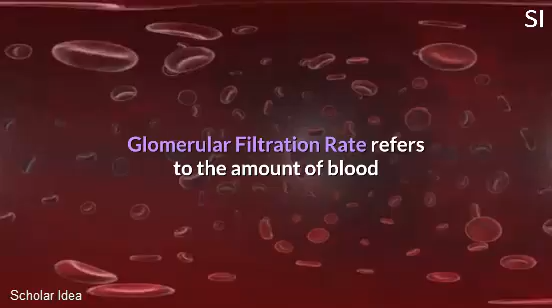 SI
Glomerular Filtration Rate refers
to the amount of blood
Scholar Idea